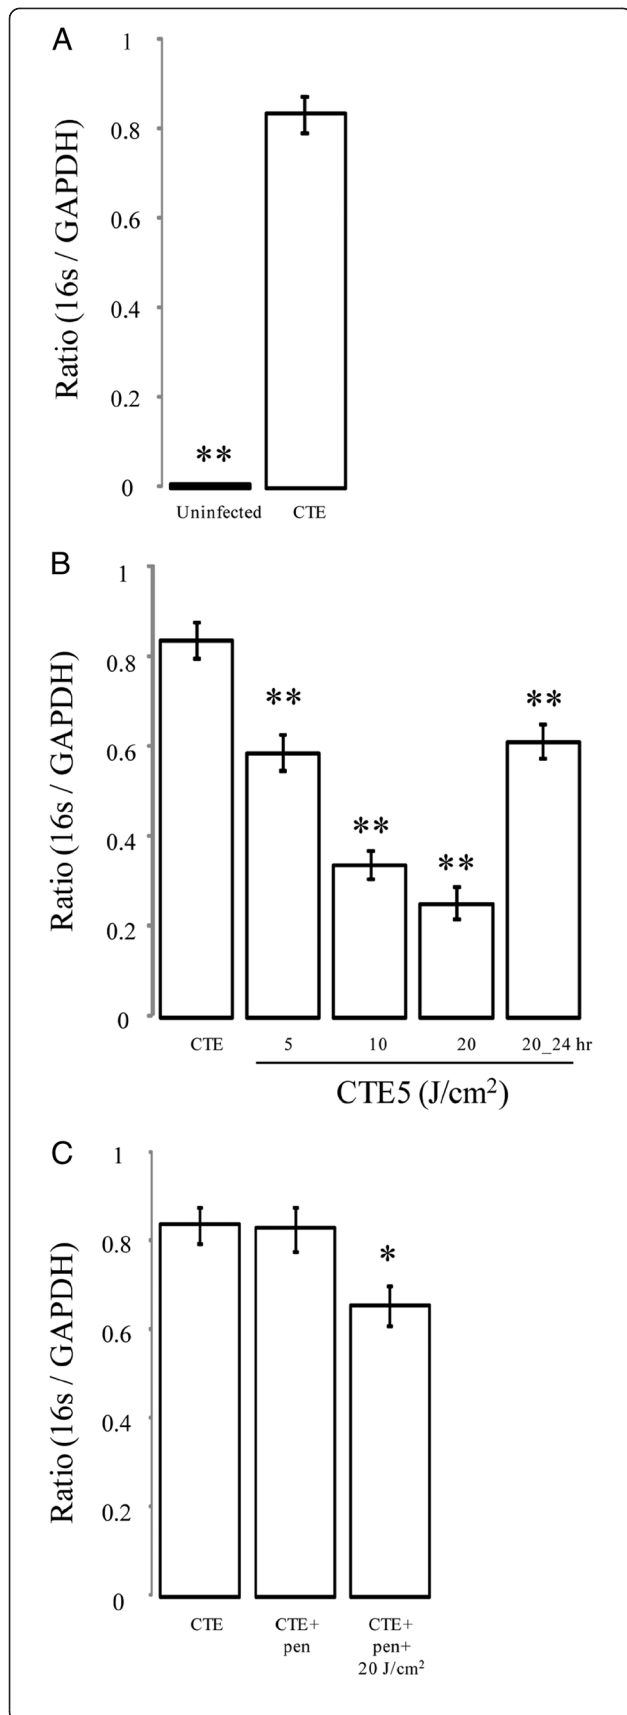 A
1
0.8
0.6
0.4
0.2
0
Ratio (16s / GAPDH)
**
Uninfected CTE
B
1
0.8
0.6
0.4
0.2
0
Ratio (16s / GAPDH)
** ** ** **
CTE 5 10 20 20_24 hr
CTE5 (J/cm²)
C
1
0.8
0.6
0.4
0.2
0
Ratio (16s / GAPDH)
*
CTE CTE+ CTE+
pen pen+
20 J/cm²